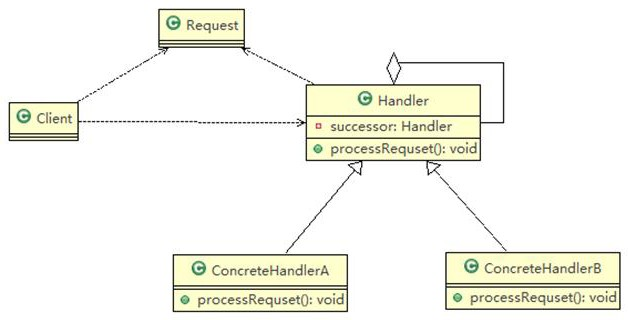 C Request
C Client
C Handler
successor: Handler
processRequset(): void
C ConcreteHandlerA
processRequset(): void
C ConcreteHandlerB
processRequset(): void